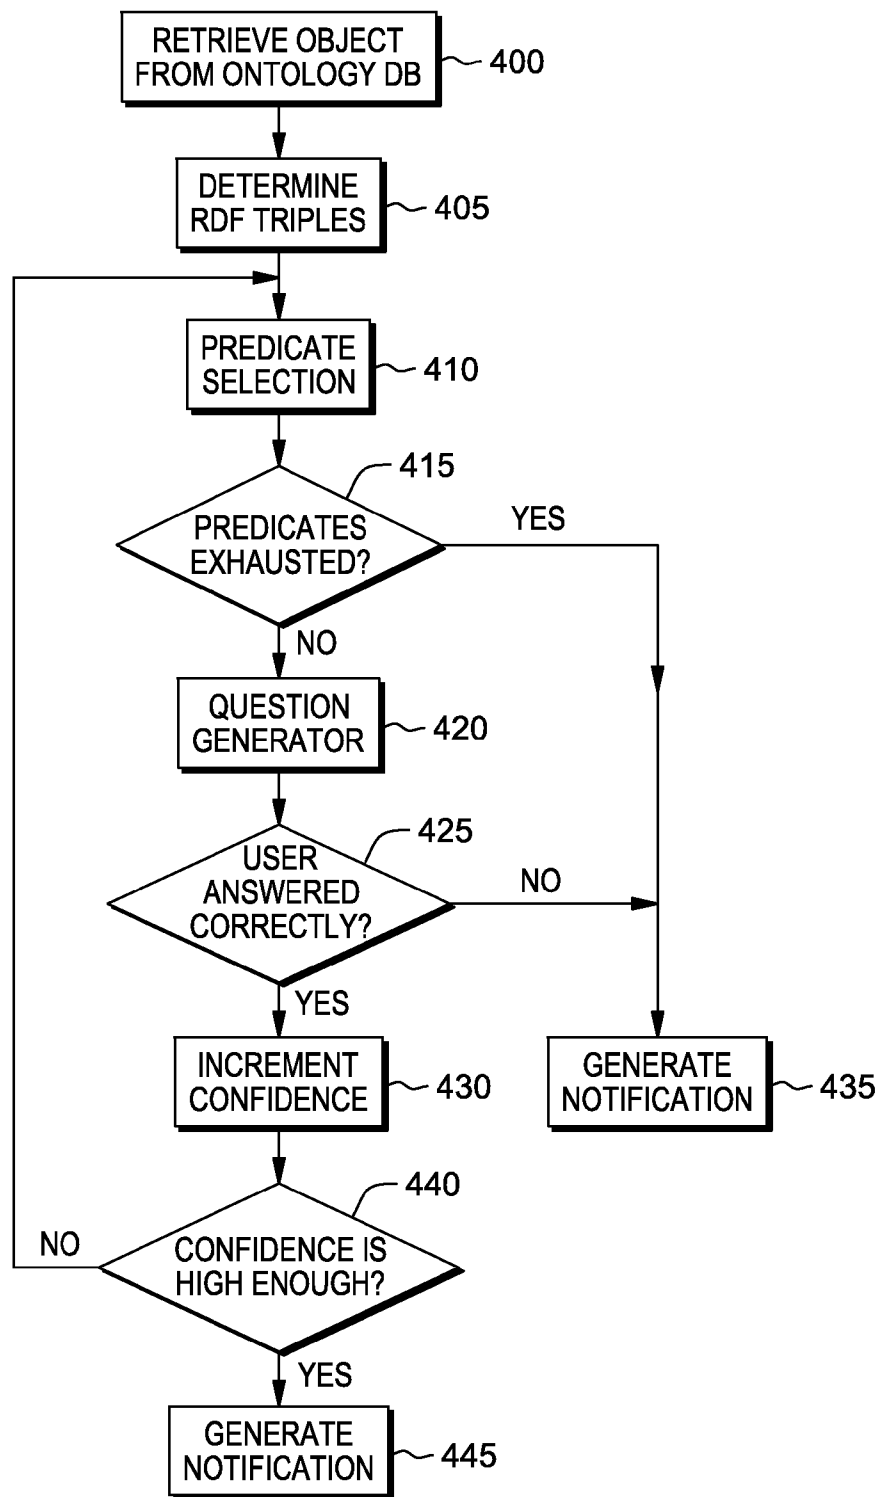 RETRIEVE OBJECT
FROM ONTOLOGY DB
400
DETERMINE
RDF TRIPLES
405
PREDICATE
SELECTION
410
415
PREDICATES
EXHAUSTED?
YES
NO
QUESTION
GENERATOR
420
425
USER
ANSWERED
CORRECTLY?
NO
YES
INCREMENT
CONFIDENCE
430
GENERATE
NOTIFICATION
435
440
NO
CONFIDENCE IS
HIGH ENOUGH?
YES
GENERATE
NOTIFICATION
445